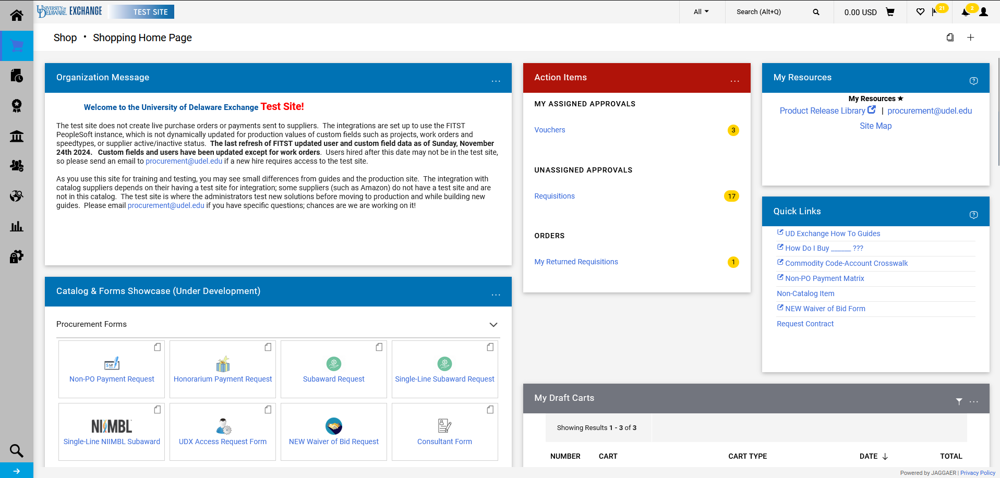 UNIVERSITY OF DELAWARE EXCHANGE
TEST SITE
All
Search (Alt+Q)
0.00 USD
21
2
Shop • Shopping Home Page
Organization Message
...
Welcome to the University of Delaware Exchange Test Site!
The test site does not create live purchase orders or payments sent to suppliers. The integrations are set up to use the FITST
PeopleSoft instance, which is not dynamically updated for production values of custom fields such as projects, work orders and
speedtypes, or supplier active/inactive status. The last refresh of FITST updated user and custom field data as of Sunday, November
24th 2024. Custom fields and users have been updated except for work orders. Users hired after this date may not be in the test site,
so please send an email to procurement@udel.edu if a new hire requires access to the test site.
As you use this site for training and testing, you may see small differences from guides and the production site. The integration with
catalog suppliers depends on their having a test site for integration; some suppliers (such as Amazon) do not have a test site and are
not in this catalog. The test site is where the administrators test new solutions before moving to production and while building new
guides. Please email procurement@udel.edu if you have specific questions; chances are we are working on it!
Catalog & Forms Showcase (Under Development)
...
Procurement Forms
Non-PO Payment Request
Honorarium Payment Request
Subaward Request
Single-Line Subaward Request
NIIMBL
Single-Line NIIMBL Subaward
UDX Access Request Form
NEW Waiver of Bid Request
Consultant Form
Action Items
...
MY ASSIGNED APPROVALS
Vouchers 3
UNASSIGNED APPROVALS
Requisitions 17
ORDERS
My Returned Requisitions 1
My Resources
?
My Resources ★
Product Release Library | procurement@udel.edu
Site Map
Quick Links
?
UD Exchange How To Guides
How Do I Buy ______ ???
Commodity Code-Account Crosswalk
Non-PO Payment Matrix
Non-Catalog Item
NEW Waiver of Bid Form
Request Contract
My Draft Carts
...
Showing Results 1 - 3 of 3
NUMBER CART CART TYPE DATE ↓ TOTAL
Powered by JAGGAER | Privacy Policy